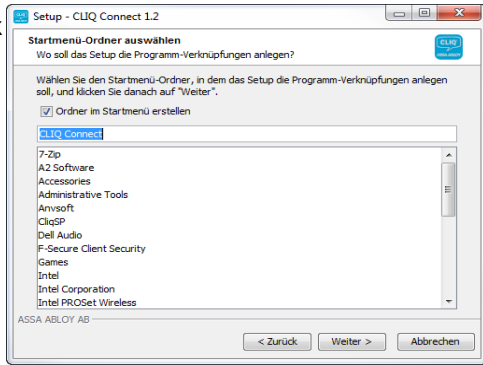 Setup - CLIQ Connect 1.2
Startmenü-Ordner auswählen
Wo soll das Setup die Programm-Verknüpfungen anlegen?
CLIQ
ASSA ABLOY
Wählen Sie den Startmenü-Ordner, in dem das Setup die Programm-Verknüpfungen anlegen
soll, und klicken Sie danach auf "Weiter".
Ordner im Startmenü erstellen
CLIQ Connect
7-Zip
A2 Software
Accessories
Administrative Tools
Anvsoft
CliqSP
Dell Audio
F-Secure Client Security
Games
Intel
Intel Corporation
Intel PROSet Wireless
ASSA ABLOY AB
< Zurück
Weiter >
Abbrechen